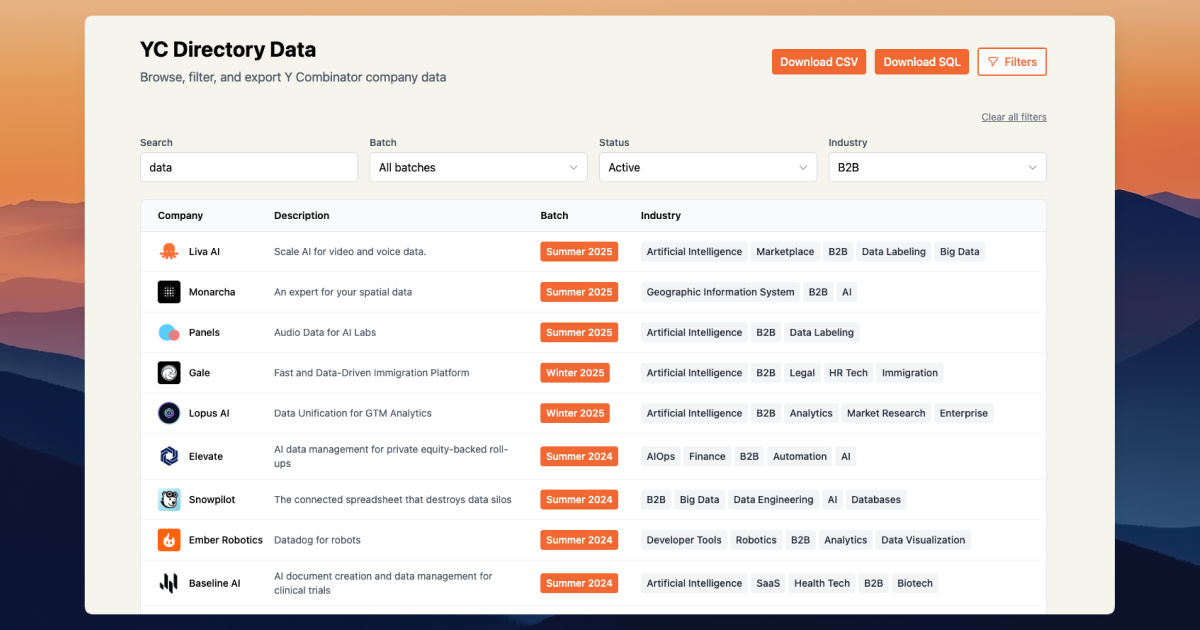 YC Directory Data
Browse, filter, and export Y Combinator company data
Download CSV Download SQL Filters
Clear all filters
Search Batch Status Industry
data All batches Active B2B
Company Description Batch Industry
Liva AI Scale AI for video and voice data. Summer 2025 Artificial Intelligence Marketplace B2B Data Labeling Big Data
Monarcha An expert for your spatial data Summer 2025 Geographic Information System B2B AI
Panels Audio Data for AI Labs Summer 2025 Artificial Intelligence B2B Data Labeling
Gale Fast and Data-Driven Immigration Platform Winter 2025 Artificial Intelligence B2B Legal HR Tech Immigration
Lopus AI Data Unification for GTM Analytics Winter 2025 Artificial Intelligence B2B Analytics Market Research Enterprise
Elevate AI data management for private equity-backed roll-
ups Summer 2024 AIOps Finance B2B Automation AI
Snowpilot The connected spreadsheet that destroys data silos Summer 2024 B2B Big Data Data Engineering AI Databases
Ember Robotics Datadog for robots Summer 2024 Developer Tools Robotics B2B Analytics Data Visualization
Baseline AI AI document creation and data management for
clinical trials Summer 2024 Artificial Intelligence SaaS Health Tech B2B Biotech